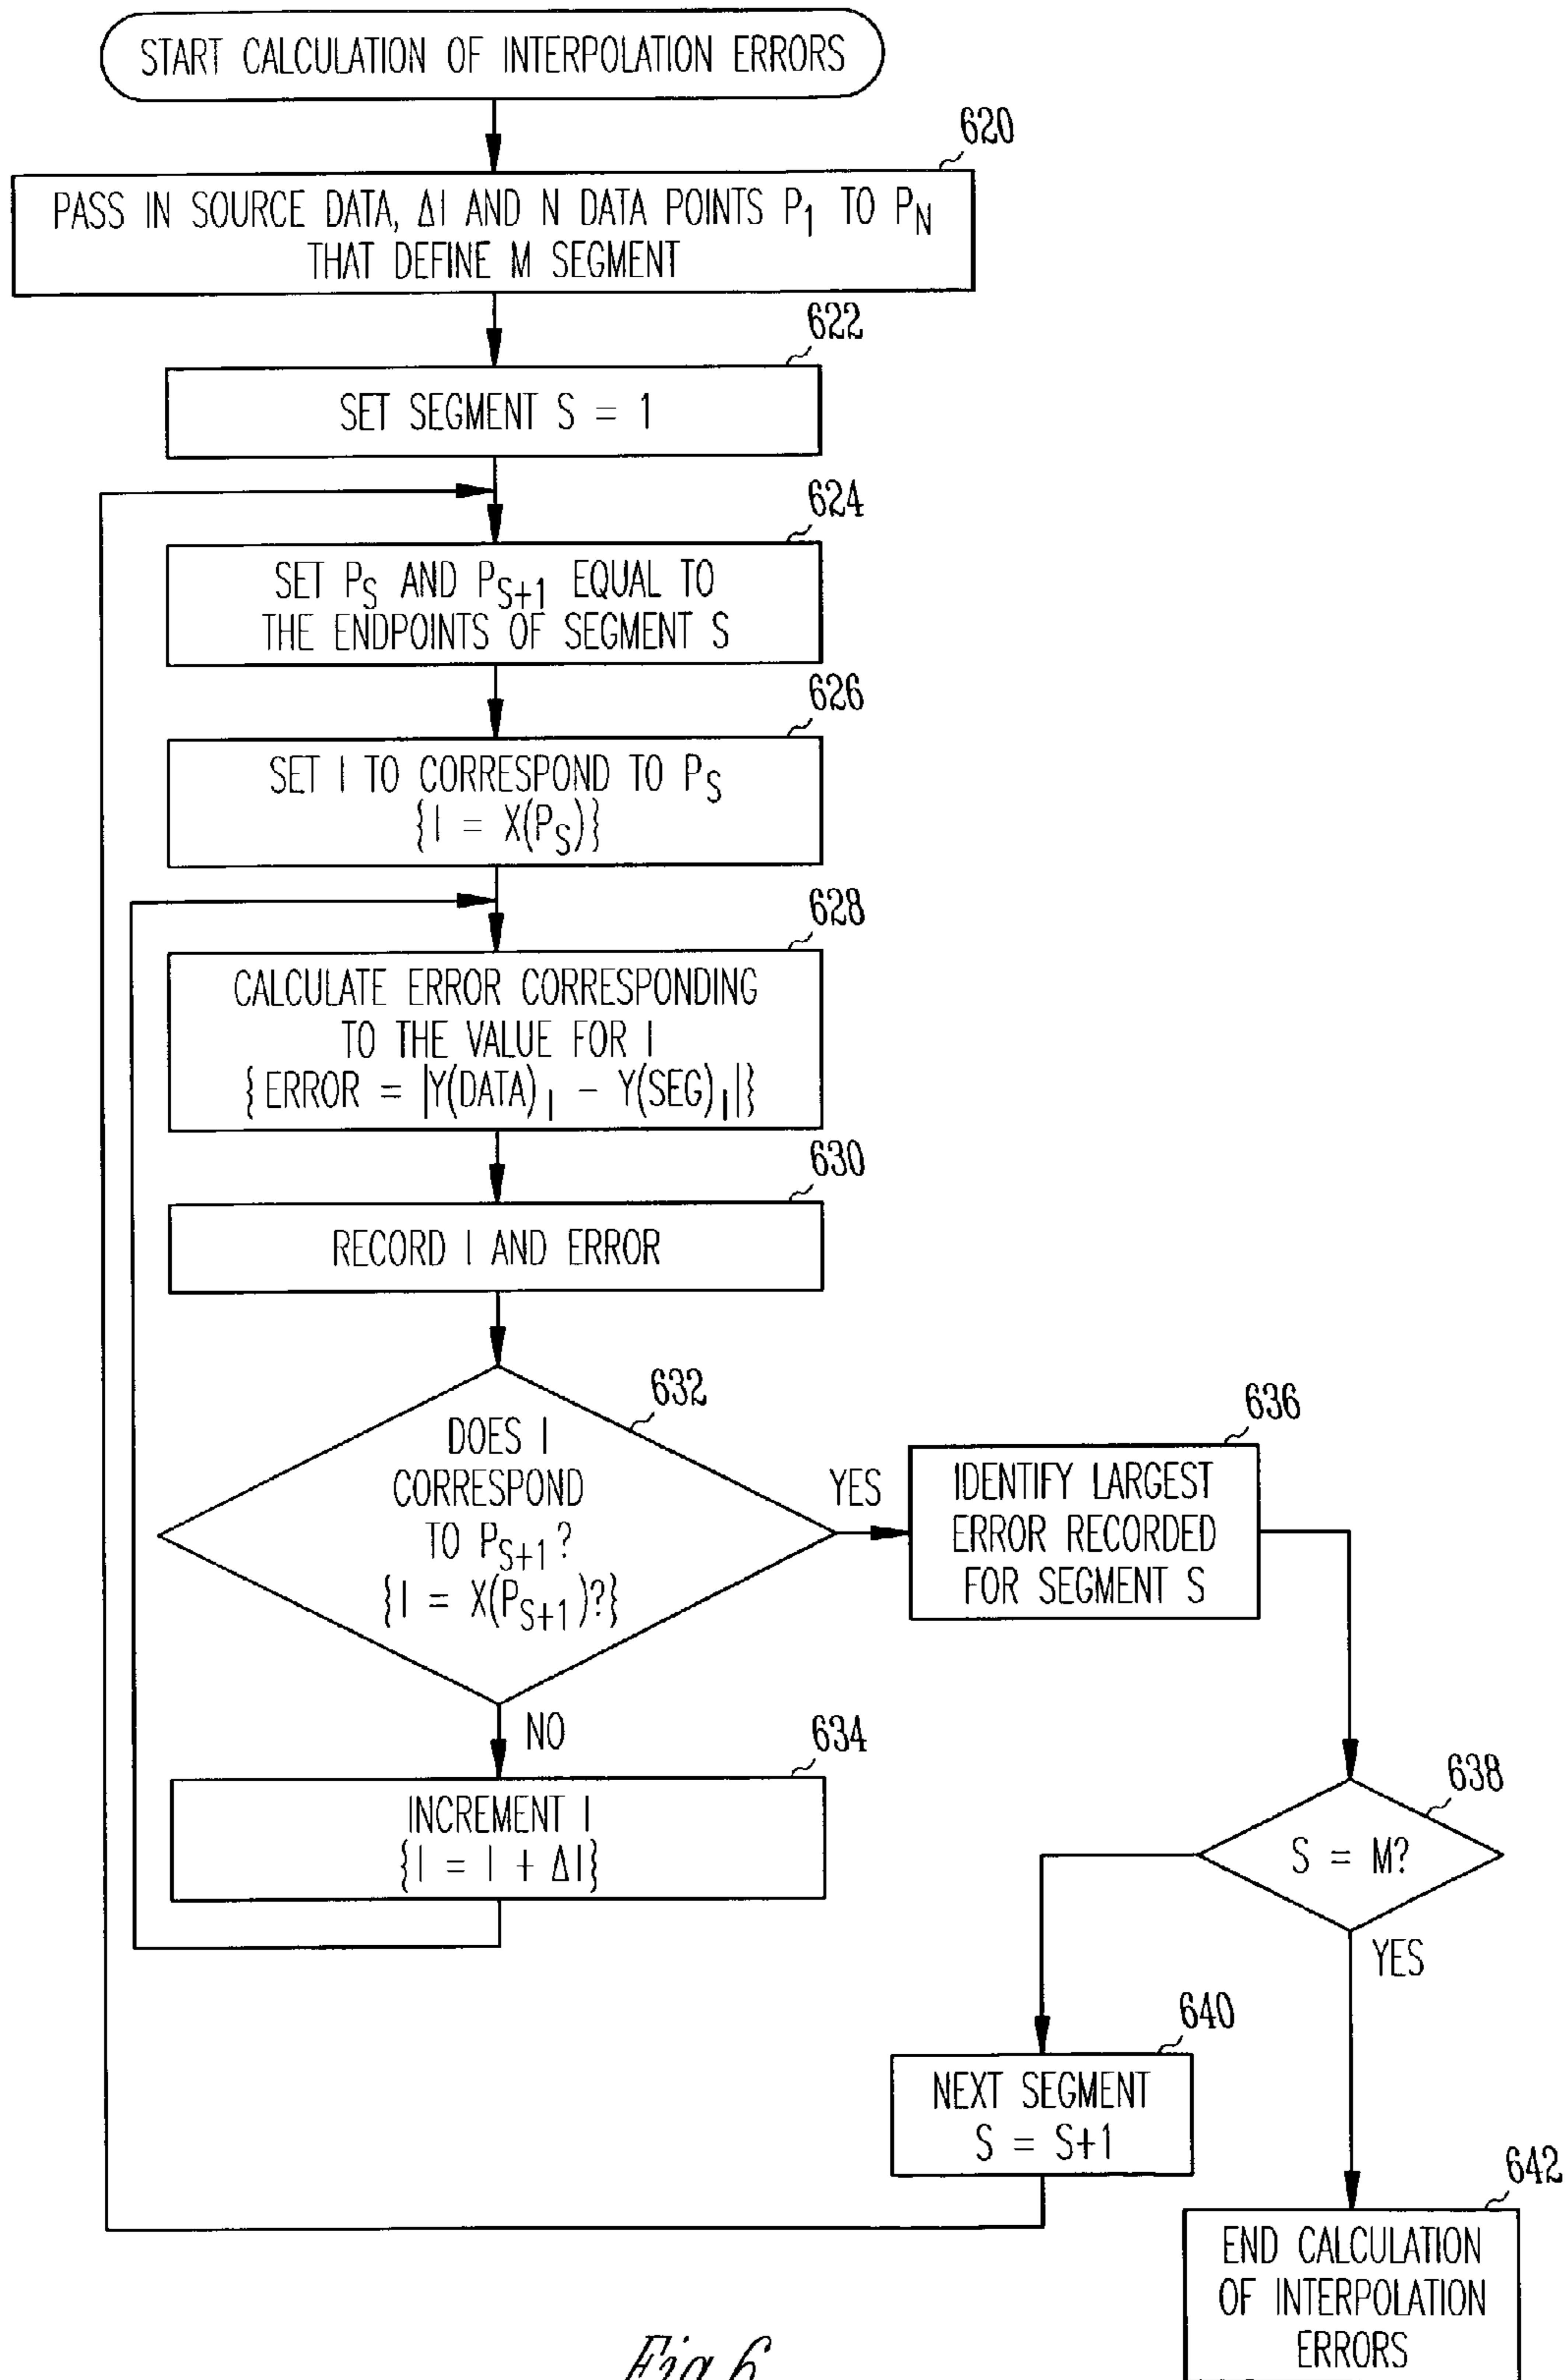 START CALCULATION OF INTERPOLATION ERRORS
620
PASS IN SOURCE DATA, ΔI AND N DATA POINTS P1 TO PN
THAT DEFINE M SEGMENT
622
SET SEGMENT S = 1
624
SET PS AND PS+1 EQUAL TO
THE ENDPOINTS OF SEGMENT S
626
SET I TO CORRESPOND TO PS
{I = X(PS)}
628
CALCULATE ERROR CORRESPONDING
TO THE VALUE FOR I
{ERROR = |Y(DATA)I - Y(SEG)I|}
630
RECORD I AND ERROR
632
DOES I
CORRESPOND
TO PS+1?
{I = X(PS+1)?}
YES
NO
634
INCREMENT I
{I = I + ΔI}
636
IDENTIFY LARGEST
ERROR RECORDED
FOR SEGMENT S
638
S = M?
YES
640
NEXT SEGMENT
S = S+1
642
END CALCULATION
OF INTERPOLATION
ERRORS
Fig.6